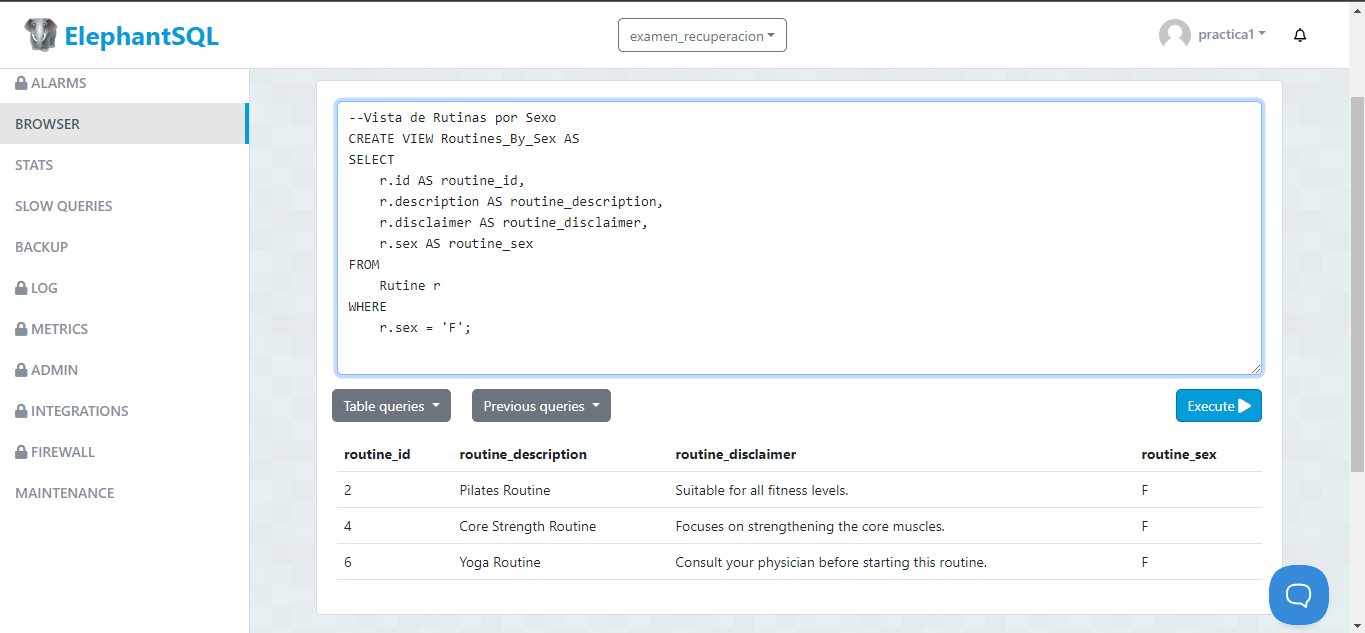 ElephantSQL
examen_recuperacion
practica1
ALARMS
BROWSER
STATS
SLOW QUERIES
BACKUP
LOG
METRICS
ADMIN
INTEGRATIONS
FIREWALL
MAINTENANCE
--Vista de Rutinas por Sexo
CREATE VIEW Routines_By_Sex AS
SELECT
    r.id AS routine_id,
    r.description AS routine_description,
    r.disclaimer AS routine_disclaimer,
    r.sex AS routine_sex
FROM
    Rutine r
WHERE
    r.sex = 'F';
Table queries Previous queries Execute
routine_id routine_description routine_disclaimer routine_sex
2 Pilates Routine Suitable for all fitness levels. F
4 Core Strength Routine Focuses on strengthening the core muscles. F
6 Yoga Routine Consult your physician before starting this routine. F